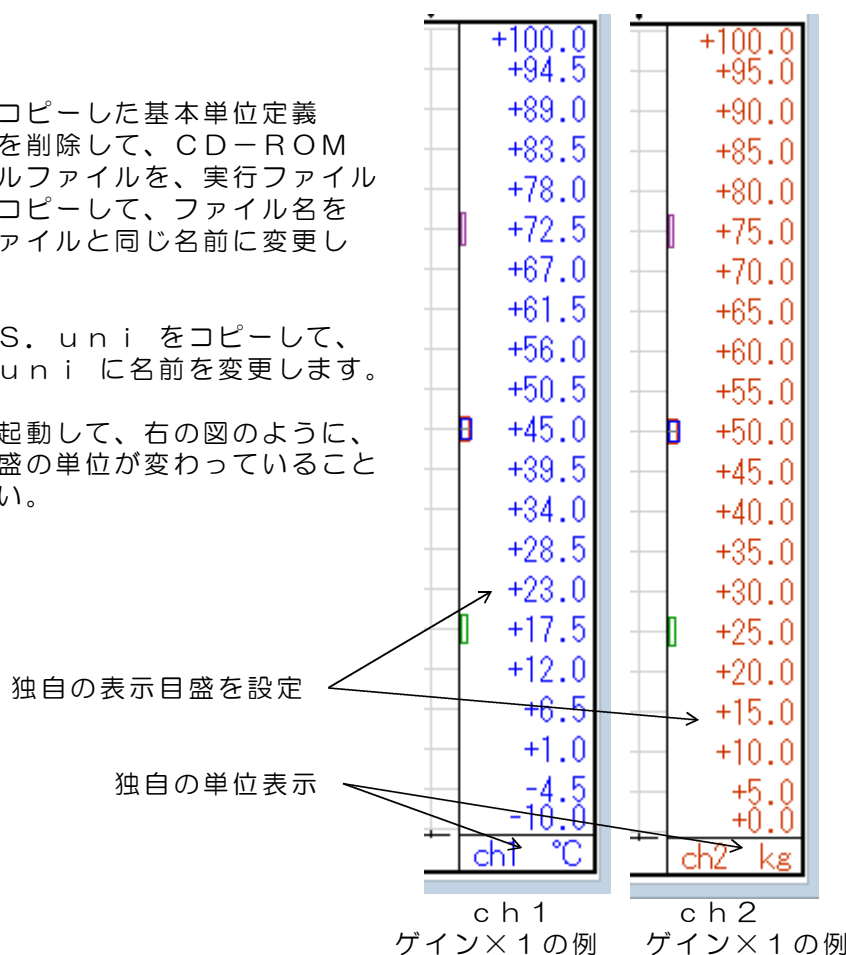 コピーした基本単位定義
を削除して、CD-ROM
ルファイルを、実行ファイル
コピーして、ファイル名を
ァイルと同じ名前に変更し
S. uni をコピーして、
uni に名前を変更します。
起動して、右の図のように、
盛の単位が変わっていること
い。
独自の表示目盛を設定
独自の単位表示
+100.0
+94.5
+89.0
+83.5
+78.0
+72.5
+67.0
+61.5
+56.0
+50.5
+45.0
+39.5
+34.0
+28.5
+23.0
+17.5
+12.0
+6.5
+1.0
-4.5
-10.0
ch1 ℃
ch1
ゲイン×1の例
+100.0
+95.0
+90.0
+85.0
+80.0
+75.0
+70.0
+65.0
+60.0
+55.0
+50.0
+45.0
+40.0
+35.0
+30.0
+25.0
+20.0
+15.0
+10.0
+5.0
+0.0
ch2 kg
ch2
ゲイン×1の例